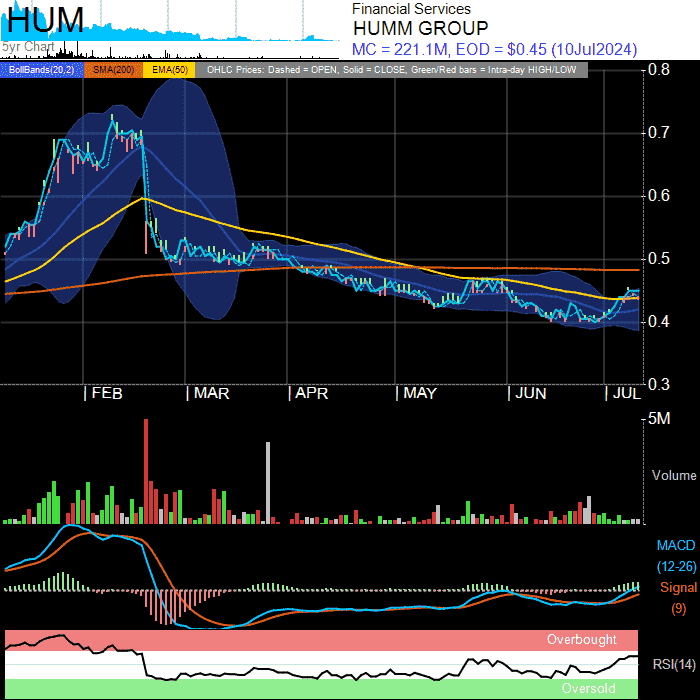 HUM
5yr Chart
Financial Services
HUMM GROUP
MC = 221.1M, EOD = $0.45 (10Jul2024)
BollBands(20,2) SMA(200) EMA(50) OHLC Prices: Dashed = OPEN, Solid = CLOSE, Green/Red bars = Intra-day HIGH/LOW
0.8
0.7
0.6
0.5
0.4
0.3
FEB MAR APR MAY JUN JUL
5M
Volume
MACD
(12-26)
Signal
(9)
Overbought
RSI(14)
Oversold